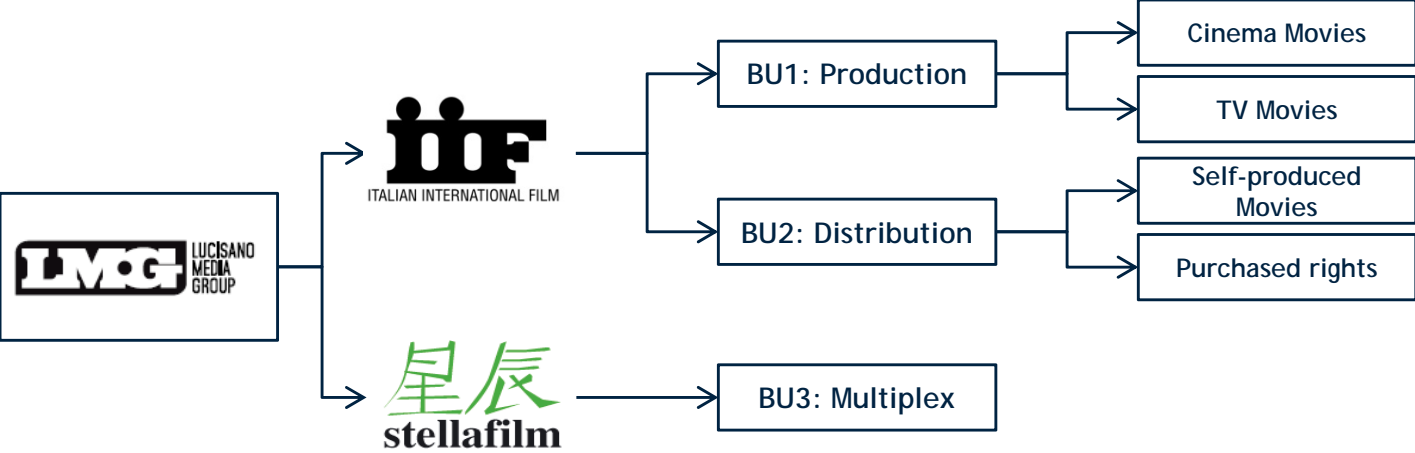 LMG
LUCISANO
MEDIA
GROUP
IIF
ITALIAN INTERNATIONAL FILM
星辰
stellafilm
BU1: Production
BU2: Distribution
BU3: Multiplex
Cinema Movies
TV Movies
Self-produced
Movies
Purchased rights